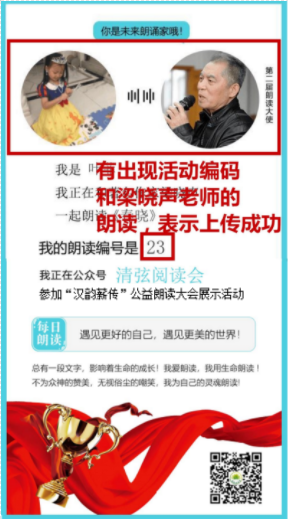 你是未来朗诵家哦！
第二届朗读大使
我是 叶
有出现活动编码
我正在和
和梁晓声老师的
一起朗读《春晓》
朗读，表示上传成功
我的朗读编号是 23
我正在公众号 清弦阅读会
参加“汉韵馨传”公益朗读大会展示活动
每日
朗读
遇见更好的自己，遇见更美的世界！
总有一段文字，影响着生命的成长！我爱朗读，我用生命朗读！
不为众神的赞美，无视俗尘的嘲笑，我为自己的灵魂朗读！